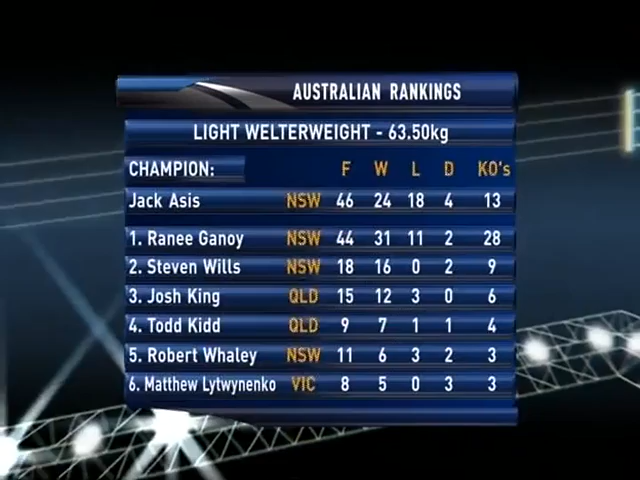 AUSTRALIAN RANKINGS
LIGHT WELTERWEIGHT - 63.50kg
CHAMPION: F W L D KO's
Jack Asis NSW 46 24 18 4 13
1. Ranee Ganoy NSW 44 31 11 2 28
2. Steven Wills NSW 18 16 0 2 9
3. Josh King QLD 15 12 3 0 6
4. Todd Kidd QLD 9 7 1 1 4
5. Robert Whaley NSW 11 6 3 2 3
6. Matthew Lytwynenko VIC 8 5 0 3 3